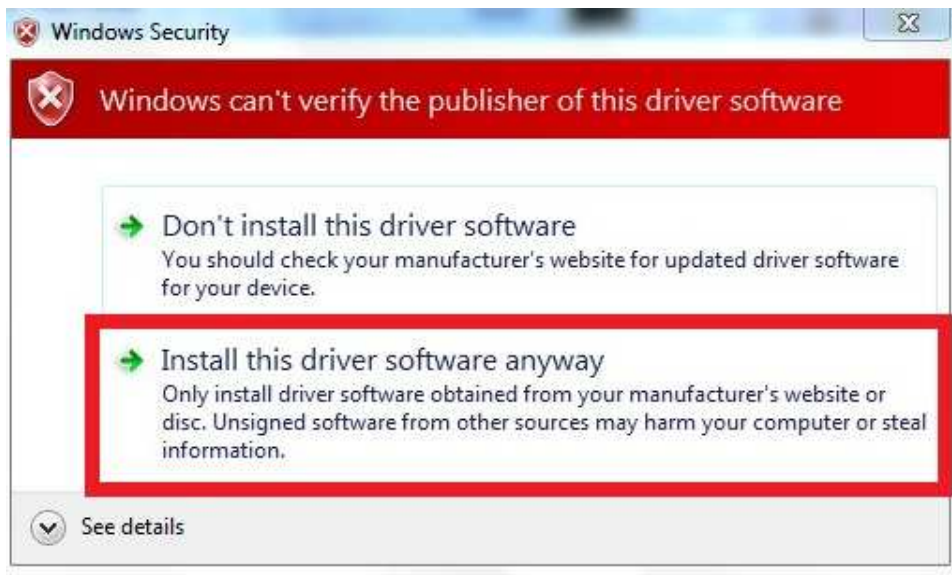 Windows Security
Windows can't verify the publisher of this driver software
Don't install this driver software
You should check your manufacturer's website for updated driver software
for your device.
Install this driver software anyway
Only install driver software obtained from your manufacturer's website or
disc. Unsigned software from other sources may harm your computer or steal
information.
See details